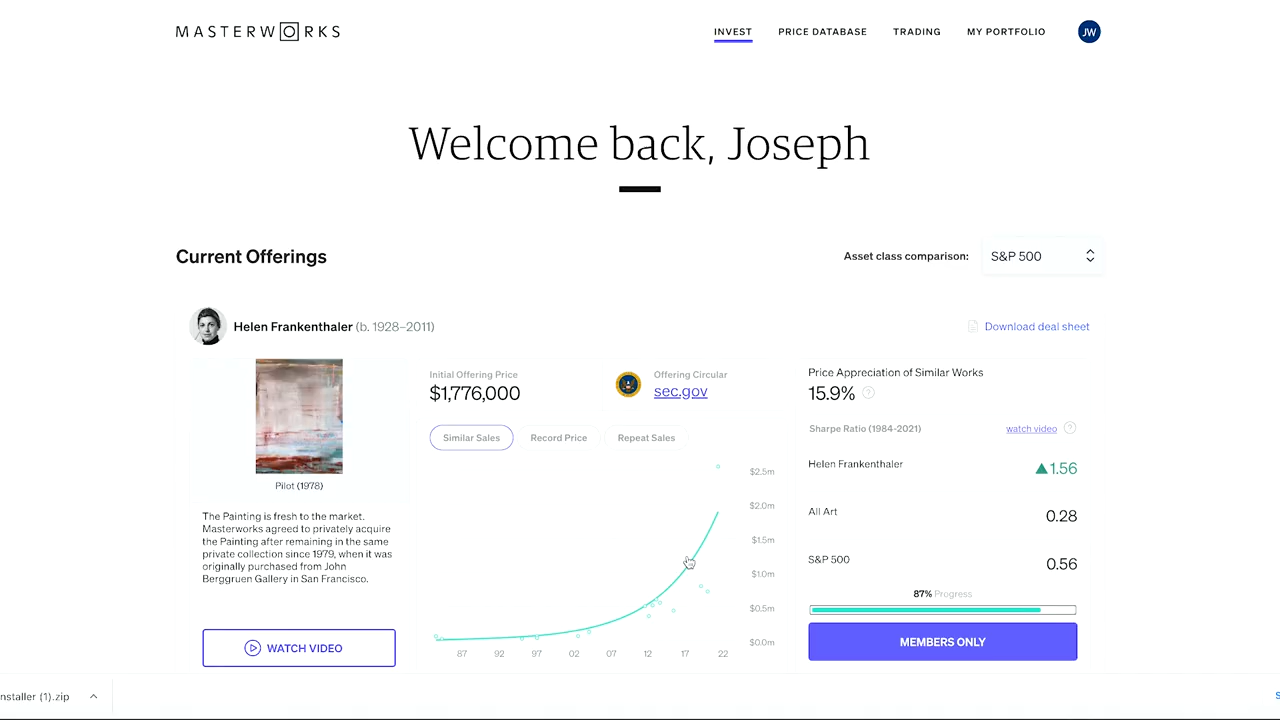 MASTERWORKS
INVEST PRICE DATABASE TRADING MY PORTFOLIO JW
Welcome back, Joseph
Current Offerings
Asset class comparison: S&P 500
Helen Frankenthaler (b. 1928–2011)
Download deal sheet
Pilot (1978)
The Painting is fresh to the market.
Masterworks agreed to privately acquire
the Painting after remaining in the same
private collection since 1979, when it was
originally purchased from John
Berggruen Gallery in San Francisco.
WATCH VIDEO
Initial Offering Price
$1,776,000
Offering Circular
sec.gov
Similar Sales Record Price Repeat Sales
$2.5m
$2.0m
$1.5m
$1.0m
$0.5m
$0.0m
87 92 97 02 07 12 17 22
Price Appreciation of Similar Works
15.9% ?
Sharpe Ratio (1984-2021) watch video ?
Helen Frankenthaler 1.56
All Art 0.28
S&P 500 0.56
87% Progress
MEMBERS ONLY
nstaller (1).zip